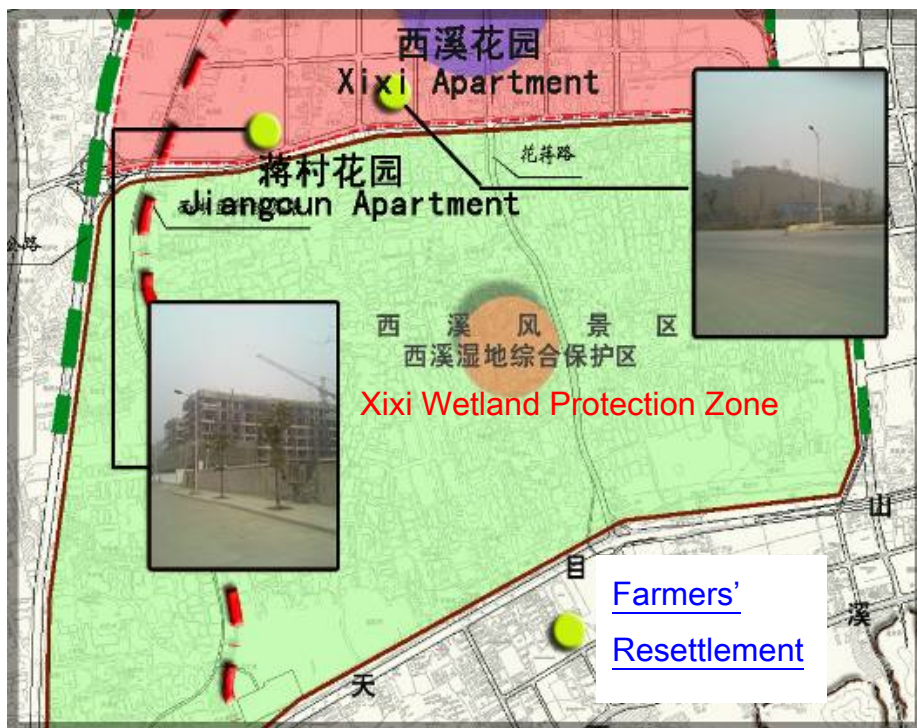 西溪花园
Xixi Apartment
花蒋路
蒋村花园
Jiangcun Apartment
路
西溪风景区
西溪湿地综合保护区
Xixi Wetland Protection Zone
山
目
Farmers’
Resettlement
溪
天